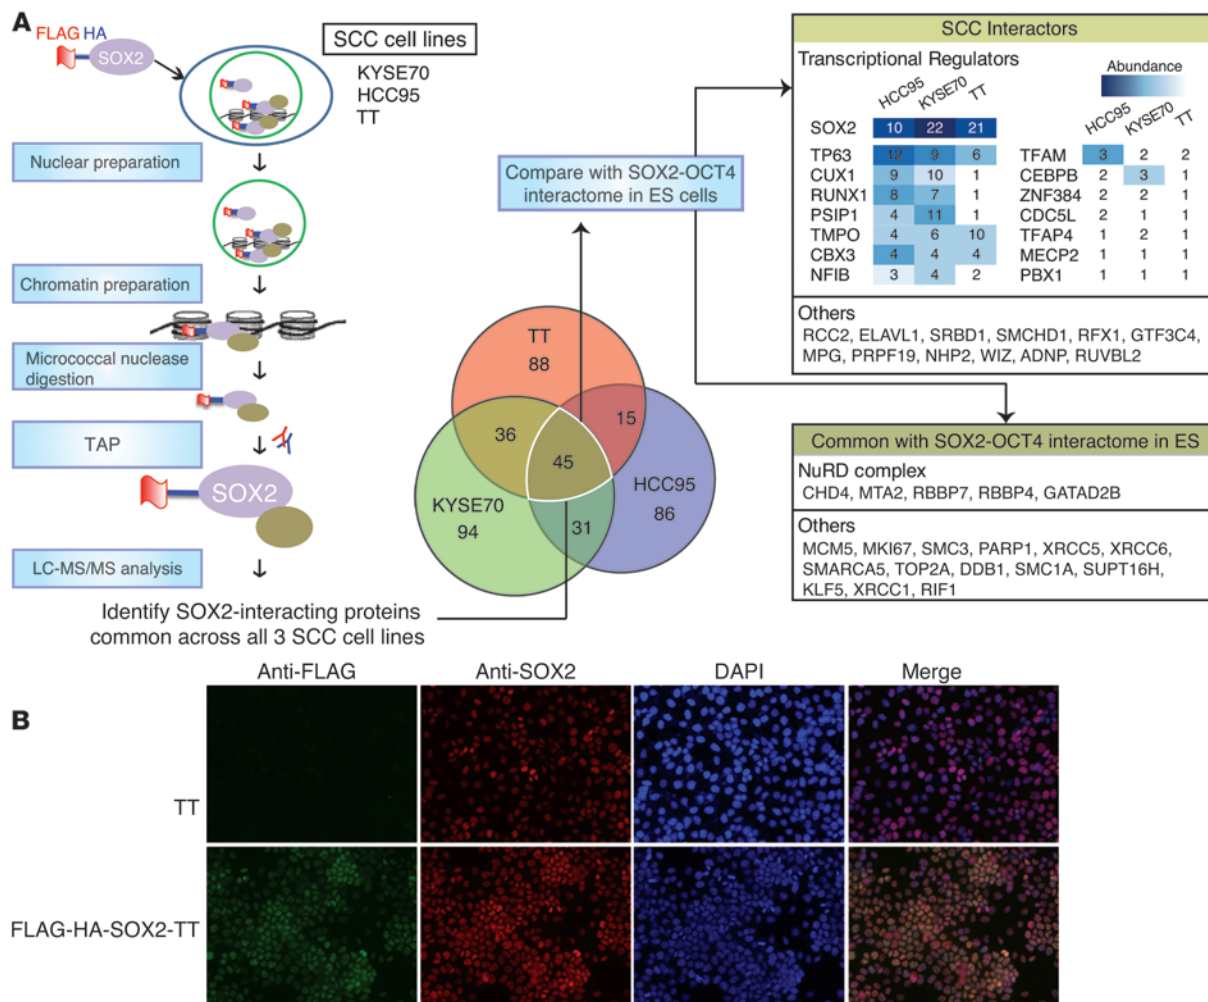 A
FLAG HA
SOX2
SCC cell lines
KYSE70
HCC95
TT
Nuclear preparation
Chromatin preparation
Micrococcal nuclease
digestion
TAP
SOX2
LC-MS/MS analysis
Identify SOX2-interacting proteins
common across all 3 SCC cell lines
Compare with SOX2-OCT4
interactome in ES cells
TT
88
36
15
45
KYSE70
94
HCC95
86
31
SCC Interactors
Transcriptional Regulators
Abundance
HCC95 KYSE70 TT
SOX2 10 22 21
TP63 12 9 6
CUX1 9 10 1
RUNX1 8 7 1
PSIP1 4 11 1
TMPO 4 6 10
CBX3 4 4 4
NFIB 3 4 2
HCC95 KYSE70 TT
TFAM 3 2 2
CEBPB 2 3 1
ZNF384 2 2 1
CDC5L 2 1 1
TFAP4 1 2 1
MECP2 1 1 1
PBX1 1 1 1
Others
RCC2, ELAVL1, SRBD1, SMCHD1, RFX1, GTF3C4,
MPG, PRPF19, NHP2, WIZ, ADNP, RUVBL2
Common with SOX2-OCT4 interactome in ES
NuRD complex
CHD4, MTA2, RBBP7, RBBP4, GATAD2B
Others
MCM5, MKI67, SMC3, PARP1, XRCC5, XRCC6,
SMARCA5, TOP2A, DDB1, SMC1A, SUPT16H,
KLF5, XRCC1, RIF1
B
Anti-FLAG Anti-SOX2 DAPI Merge
TT
FLAG-HA-SOX2-TT